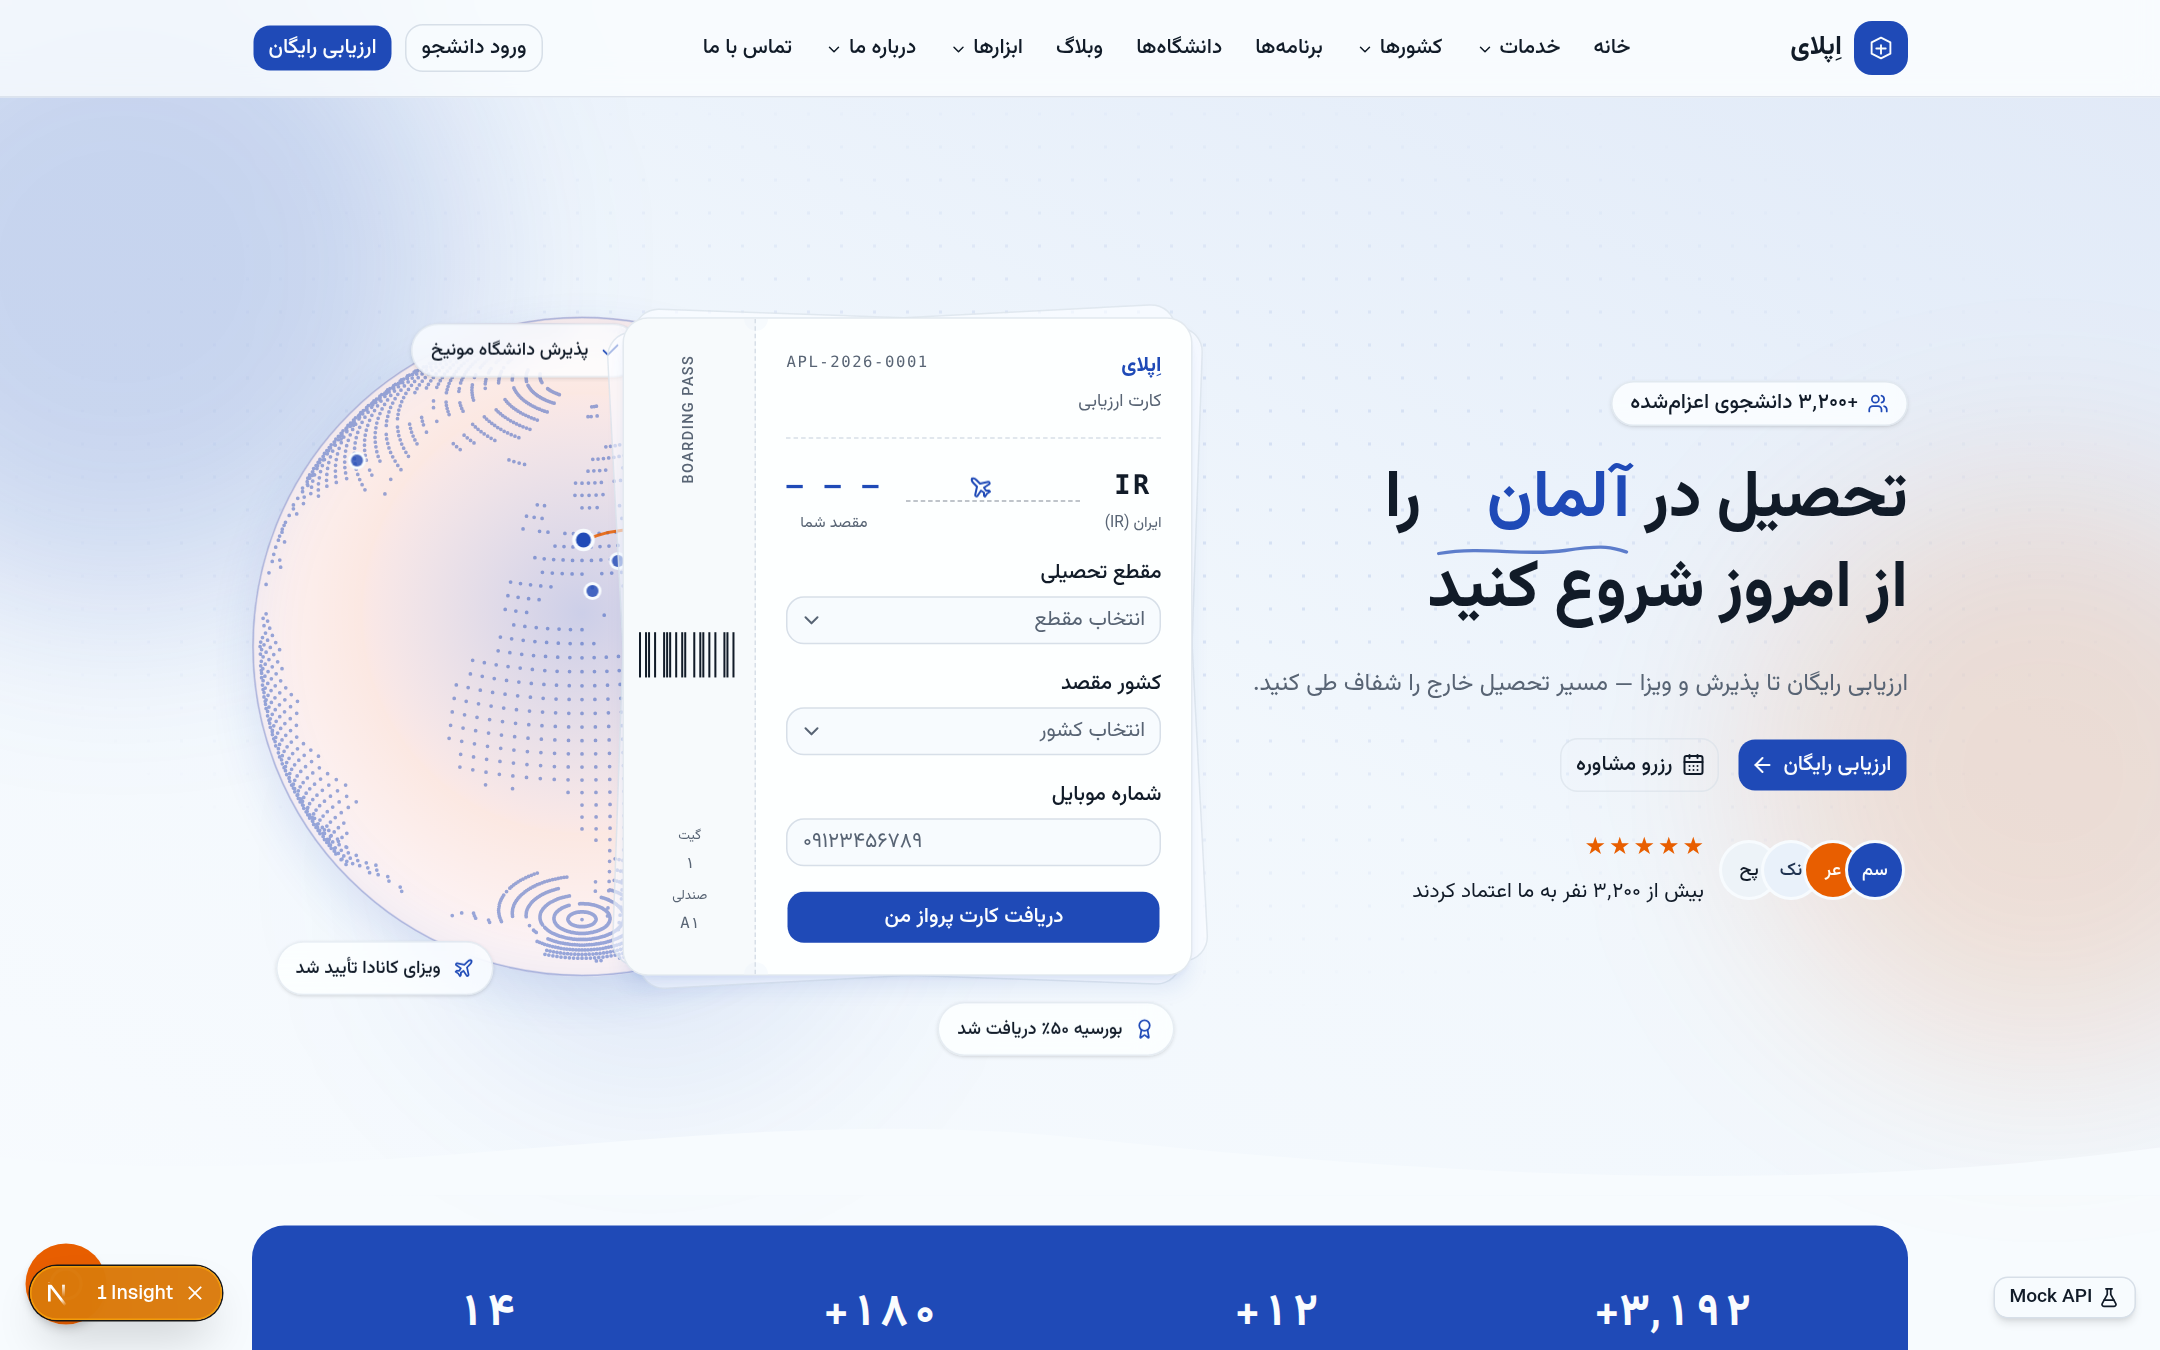 اِپلای
خانه
خدمات
کشورها
برنامه‌ها
دانشگاه‌ها
وبلاگ
ابزارها
درباره ما
تماس با ما
ورود دانشجو
ارزیابی رایگان
+۳,۲۰۰ دانشجوی اعزام‌شده
تحصیل در آلمان را
از امروز شروع کنید
ارزیابی رایگان تا پذیرش و ویزا — مسیر تحصیل خارج را شفاف طی کنید.
ارزیابی رایگان
رزرو مشاوره
سم
عر
نک
پح
★★★★★
بیش از ۳,۲۰۰ نفر به ما اعتماد کردند
اِپلای
APL-2026-0001
کارت ارزیابی
IR
ایران (IR)
– – –
مقصد شما
مقطع تحصیلی
انتخاب مقطع
کشور مقصد
انتخاب کشور
شماره موبایل
۰۹۱۲۳۴۵۶۷۸۹
دریافت کارت پرواز من
BOARDING PASS
گیت
۱
صندلی
A۱
پذیرش دانشگاه مونیخ
ویزای کانادا تأیید شد
بورسیه ۵۰٪ دریافت شد
+۳,۱۹۲
+۱۲
+۱۸۰
۱۴
N 1 Insight
Mock API